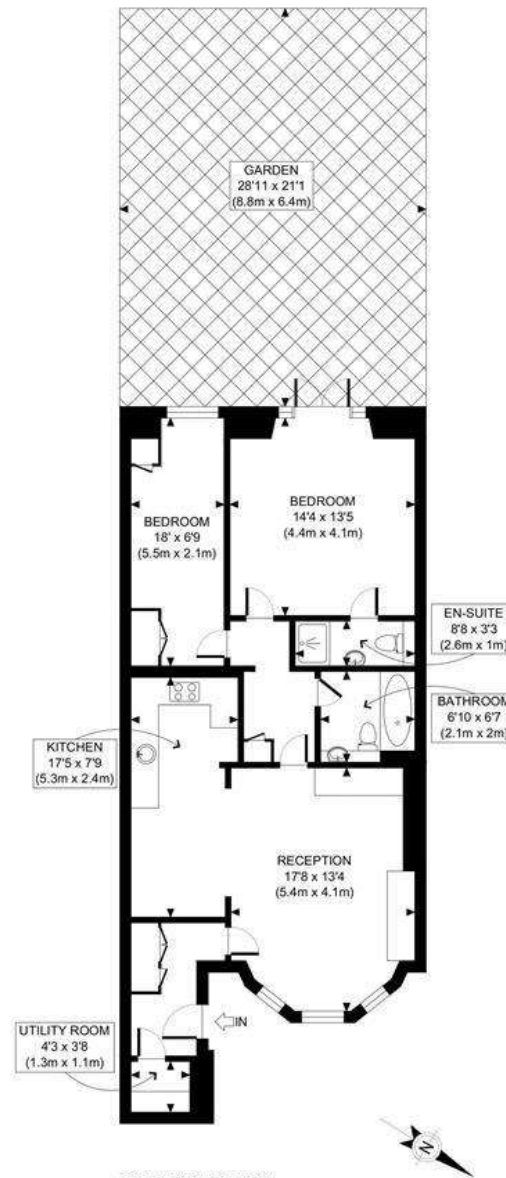 GARDEN
28'11 x 21'1
(8.8m x 6.4m)
BEDROOM
18' x 6'9
(5.5m x 2.1m)
BEDROOM
14'4 x 13'5
(4.4m x 4.1m)
EN-SUITE
8'8 x 3'3
(2.6m x 1m)
BATHROOM
6'10 x 6'7
(2.1m x 2m)
KITCHEN
17'5 x 7'9
(5.3m x 2.4m)
RECEPTION
17'8 x 13'4
(5.4m x 4.1m)
IN
UTILITY ROOM
4'3 x 3'8
(1.3m x 1.1m)
N